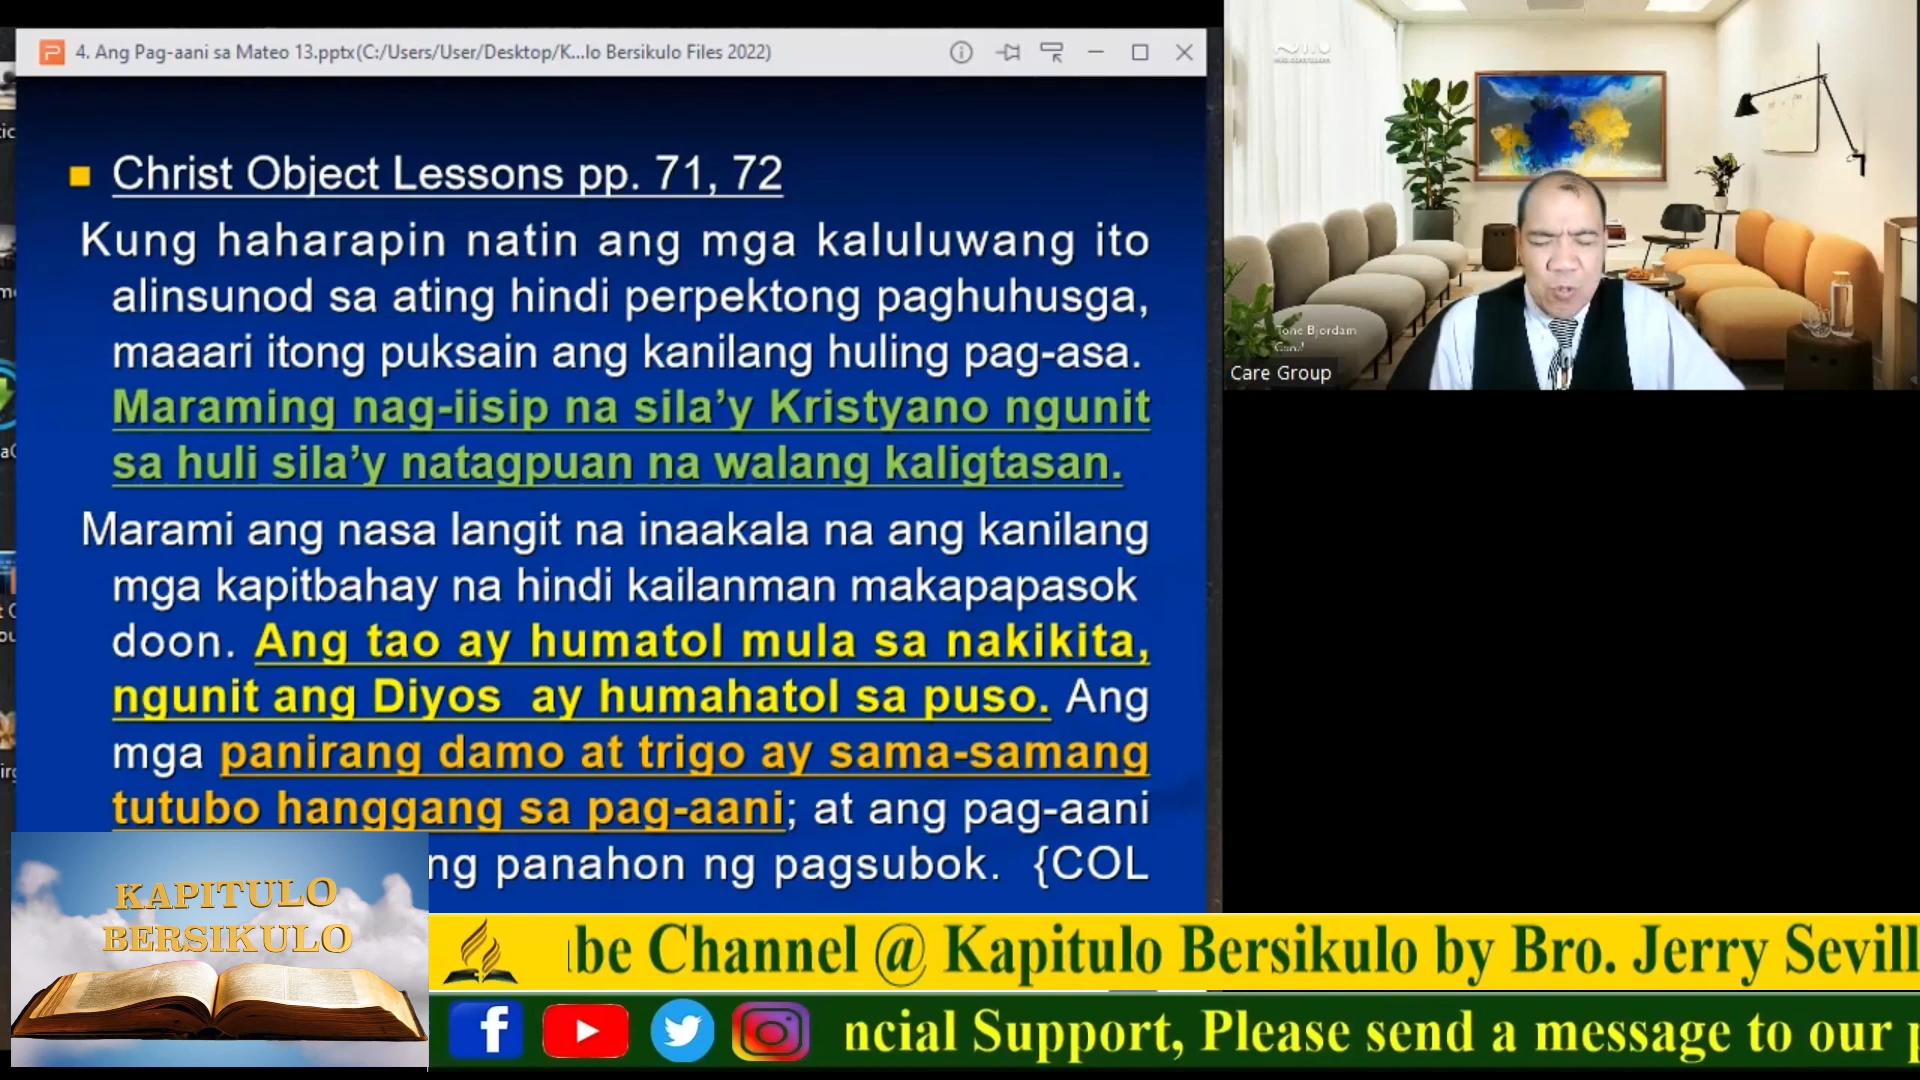 4. Ang Pag-aani sa Mateo 13.pptx(C:/Users/User/Desktop/K...lo Bersikulo Files 2022)
Christ Object Lessons pp. 71, 72
Kung haharapin natin ang mga kaluluwang ito
alinsunod sa ating hindi perpektong paghuhusga,
maaari itong puksain ang kanilang huling pag-asa.
Maraming nag-iisip na sila’y Kristyano ngunit
sa huli sila’y natagpuan na walang kaligtasan.
Marami ang nasa langit na inaakala na ang kanilang
mga kapitbahay na hindi kailanman makapapasok
doon. Ang tao ay humatol mula sa nakikita,
ngunit ang Diyos ay humahatol sa puso. Ang
mga panirang damo at trigo ay sama-samang
tutubo hanggang sa pag-aani; at ang pag-aani
ng panahon ng pagsubok. {COL
Tone Bjordam
Care Group
KAPITULO
BERSIKULO
be Channel @ Kapitulo Bersikulo by Bro. Jerry Sevill
ncial Support, Please send a message to our p